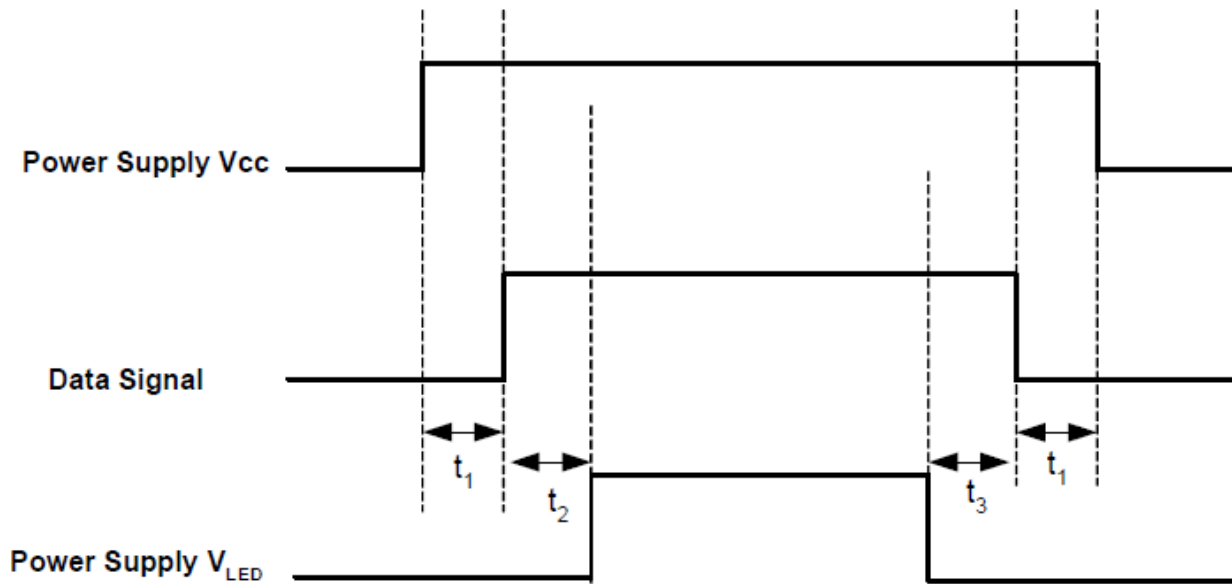 Power Supply Vcc
Data Signal
t1
t2
t3
t1
Power Supply VLED